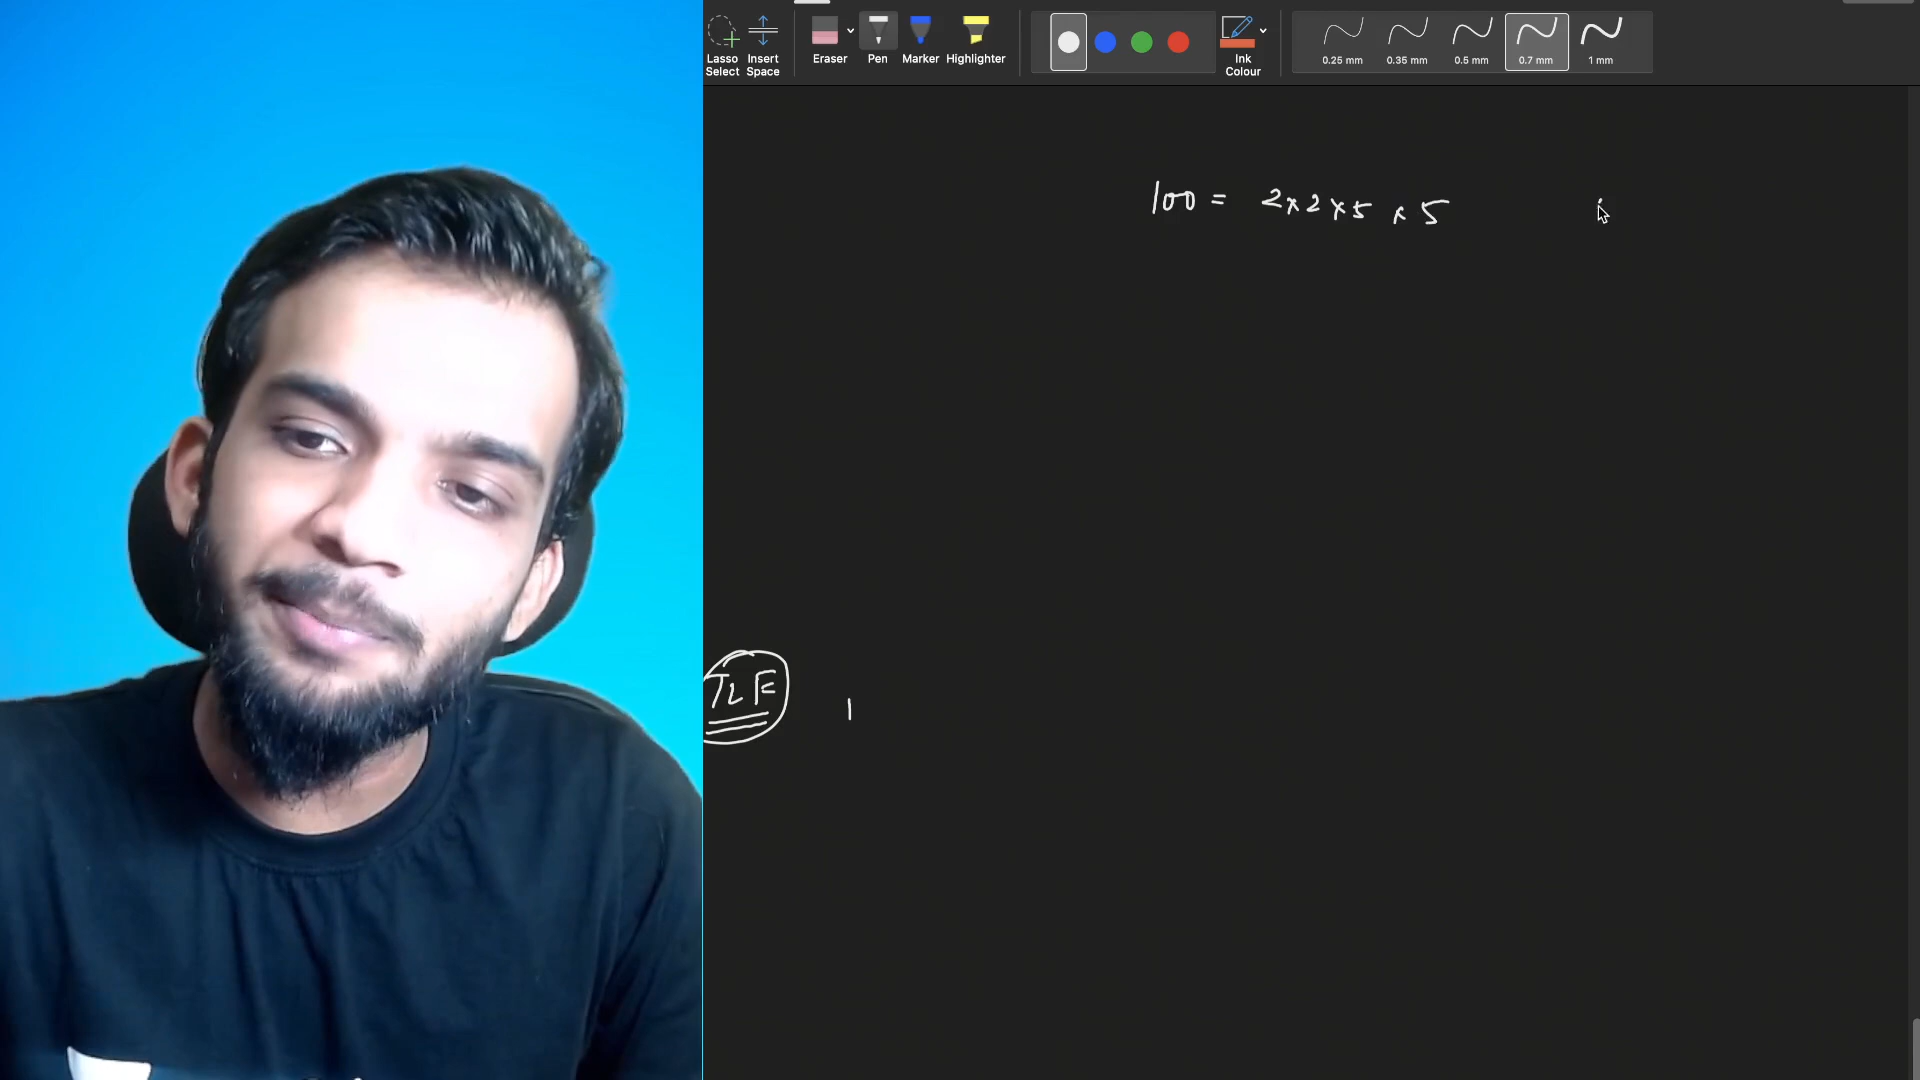 Lasso Select
Insert Space
Eraser
Pen
Marker
Highlighter
Ink Colour
0.25 mm
0.35 mm
0.5 mm
0.7 mm
1 mm
100 = 2x2x5 x 5
TLE
1